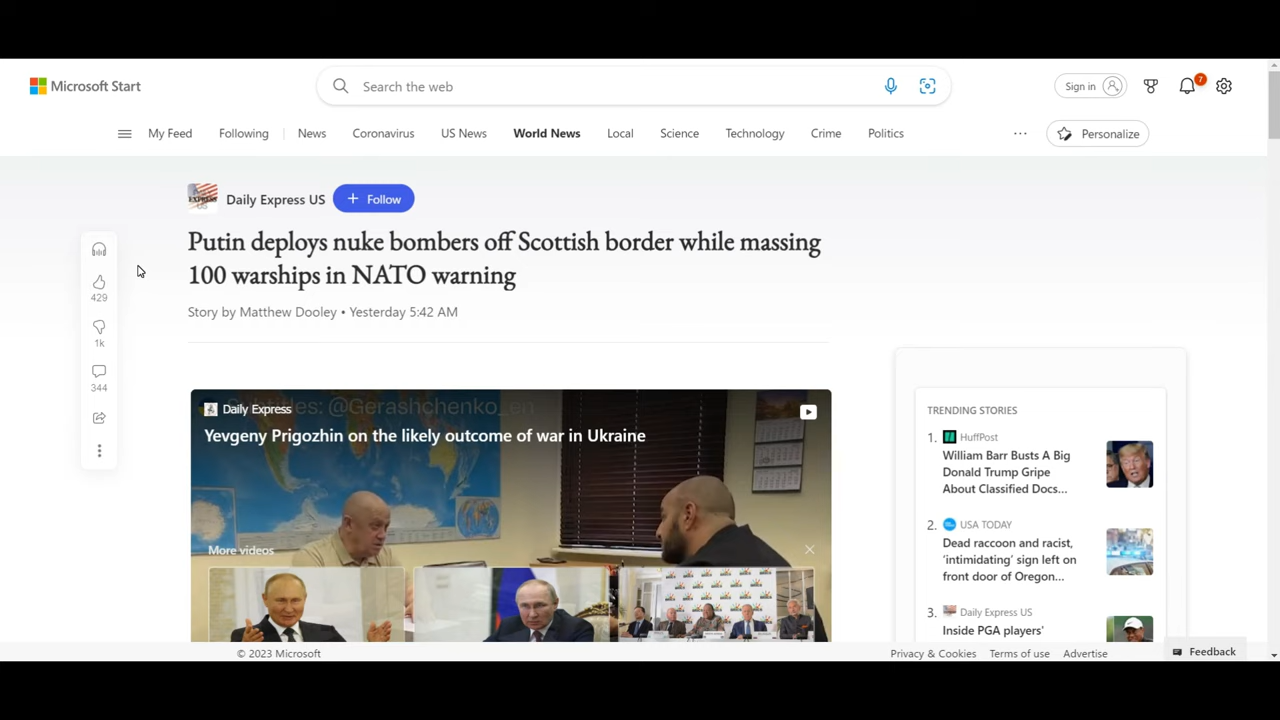 Microsoft Start
Search the web
Sign in
7
My Feed
Following
News
Coronavirus
US News
World News
Local
Science
Technology
Crime
Politics
Personalize
Daily Express US
+ Follow
Putin deploys nuke bombers off Scottish border while massing
100 warships in NATO warning
Story by Matthew Dooley • Yesterday 5:42 AM
429
1k
344
Subtitles: @Gerashchenko_en
Daily Express
Yevgeny Prigozhin on the likely outcome of war in Ukraine
More videos
TRENDING STORIES
1. HuffPost
William Barr Busts A Big
Donald Trump Gripe
About Classified Docs...
2. USA TODAY
Dead raccoon and racist,
‘intimidating’ sign left on
front door of Oregon...
3. Daily Express US
Inside PGA players'
© 2023 Microsoft
Privacy & Cookies
Terms of use
Advertise
Feedback